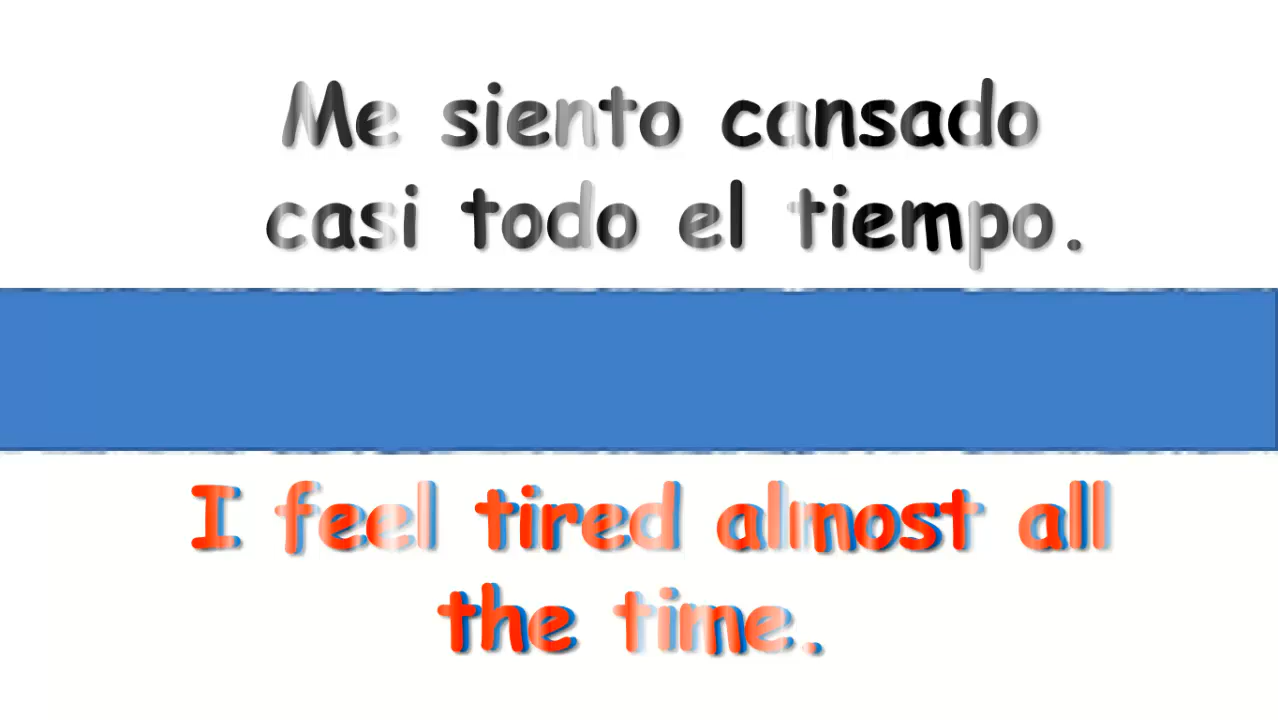 Me siento cansado
casi todo el tiempo.
I feel tired almost all
the time.